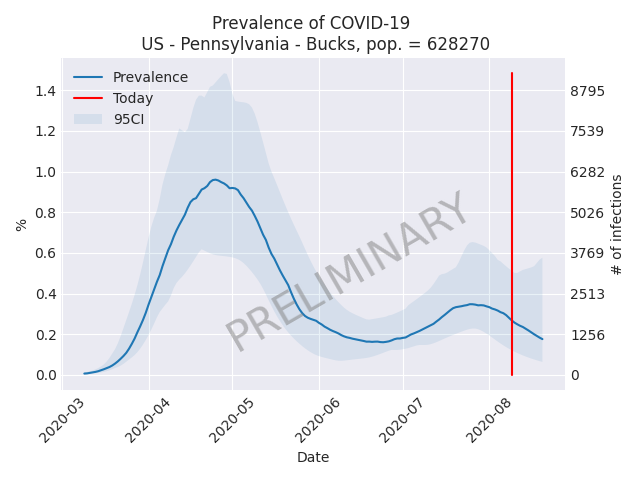 Prevalence of COVID-19
US - Pennsylvania - Bucks, pop. = 628270
Prevalence
Today
95CI
1.4
1.2
1.0
0.8
0.6
0.4
0.2
0.0
%
8795
7539
6282
5026
3769
2513
1256
0
# of infections
PRELIMINARY
2020-03
2020-04
2020-05
2020-06
2020-07
2020-08
Date